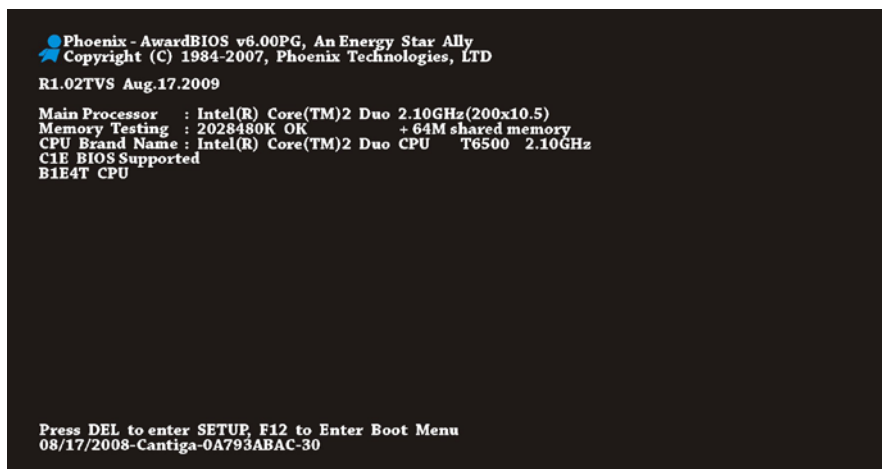 Phoenix - AwardBIOS v6.00PG, An Energy Star Ally
Copyright (C) 1984-2007, Phoenix Technologies, LTD
R1.02TVS Aug.17.2009
Main Processor : Intel(R) Core(TM)2 Duo 2.10GHz(200x10.5)
Memory Testing : 2028480K OK + 64M shared memory
CPU Brand Name : Intel(R) Core(TM)2 Duo CPU T6500 2.10GHz
C1E BIOS Supported
B1E4T CPU
Press DEL to enter SETUP, F12 to Enter Boot Menu
08/17/2008-Cantiga-0A793ABAC-30